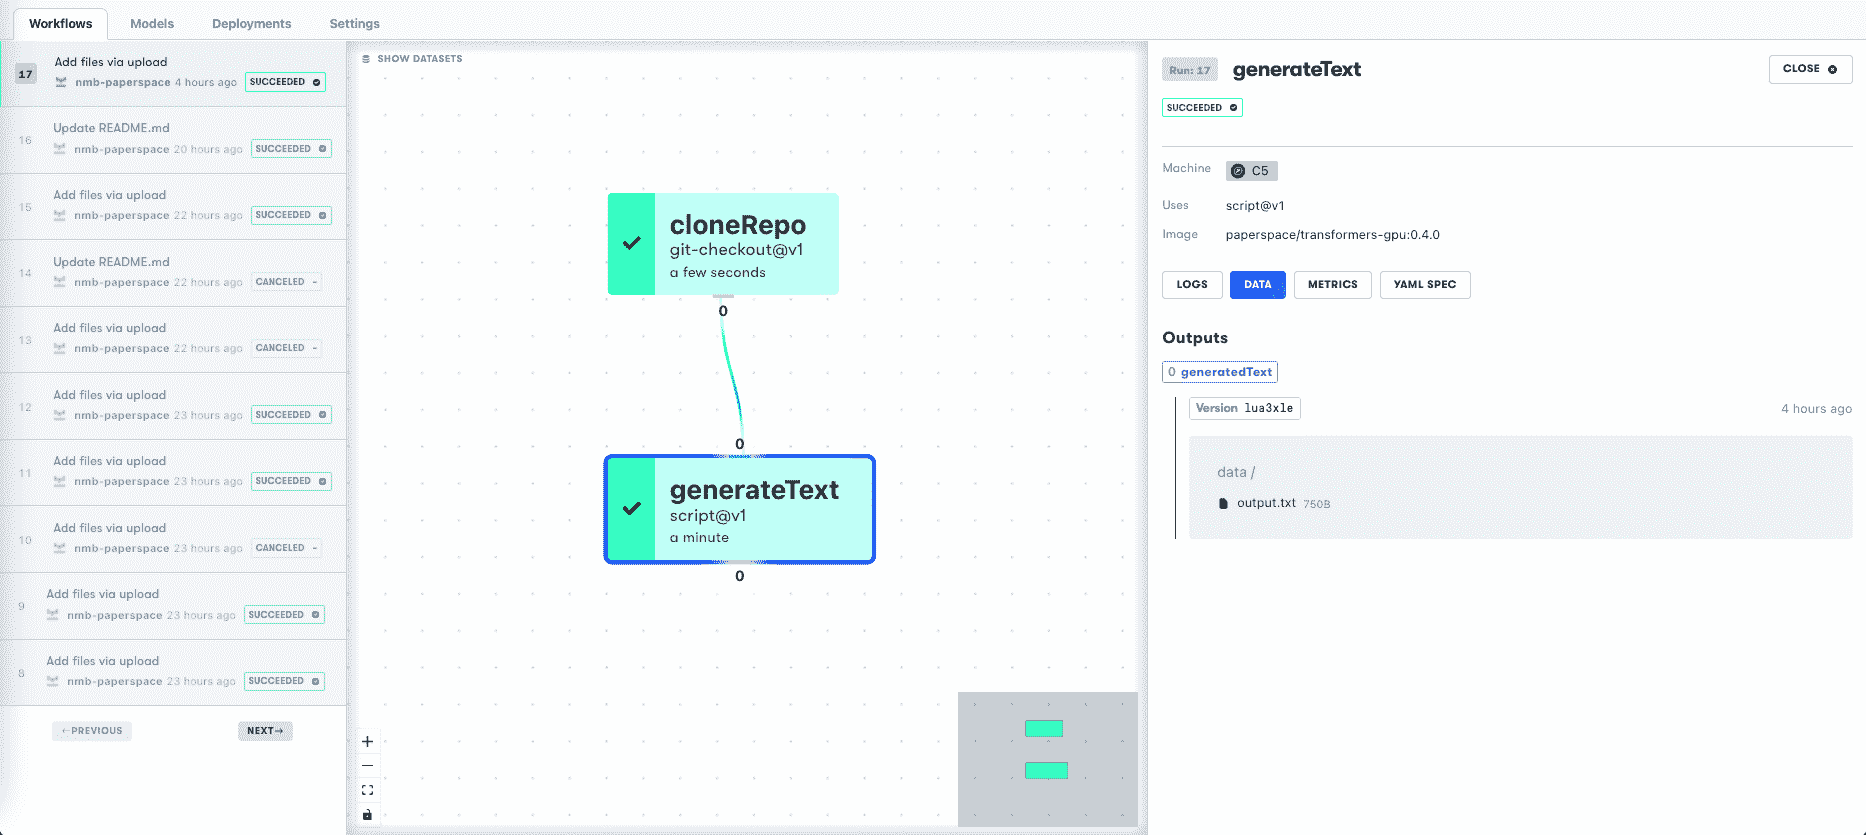 Workflows Models Deployments Settings
17 Add files via upload
nmb-paperspace 4 hours ago SUCCEEDED
16 Update README.md
nmb-paperspace 20 hours ago SUCCEEDED
15 Add files via upload
nmb-paperspace 22 hours ago SUCCEEDED
14 Update README.md
nmb-paperspace 22 hours ago CANCELED -
13 Add files via upload
nmb-paperspace 22 hours ago CANCELED -
12 Add files via upload
nmb-paperspace 23 hours ago SUCCEEDED
11 Add files via upload
nmb-paperspace 23 hours ago SUCCEEDED
10 Add files via upload
nmb-paperspace 23 hours ago CANCELED -
9 Add files via upload
nmb-paperspace 23 hours ago SUCCEEDED
8 Add files via upload
nmb-paperspace 23 hours ago SUCCEEDED
←PREVIOUS NEXT→
SHOW DATASETS
cloneRepo
git-checkout@v1
a few seconds
0
0
generateText
script@v1
a minute
0
Run: 17 generateText CLOSE
SUCCEEDED
Machine C5
Uses script@v1
Image paperspace/transformers-gpu:0.4.0
LOGS DATA METRICS YAML SPEC
Outputs
0 generatedText
Version lua3xle 4 hours ago
data /
output.txt 750B